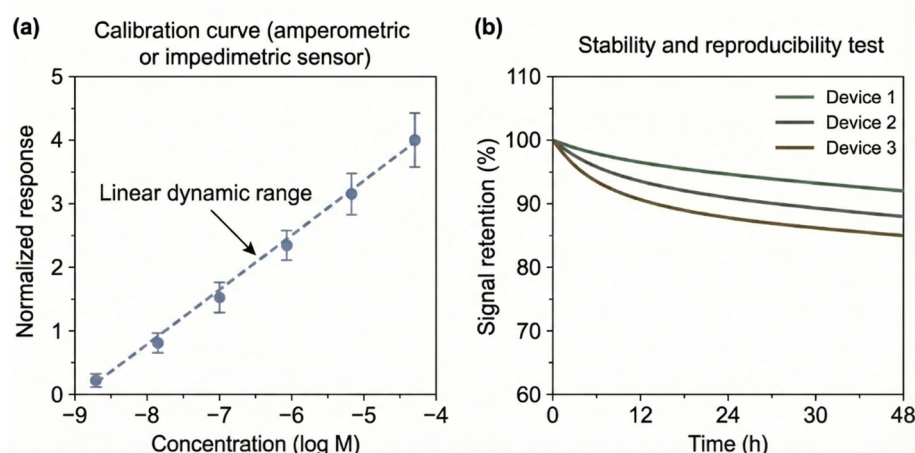 (a)
Calibration curve (amperometric
or impedimetric sensor)
5
4
3
2
1
0
Normalized response
Linear dynamic range
−9 −8 −7 −6 −5 −4
Concentration (log M)
(b)
Stability and reproducibility test
110
100
90
80
70
60
Signal retention (%)
Device 1
Device 2
Device 3
0 12 24 30 48
Time (h)